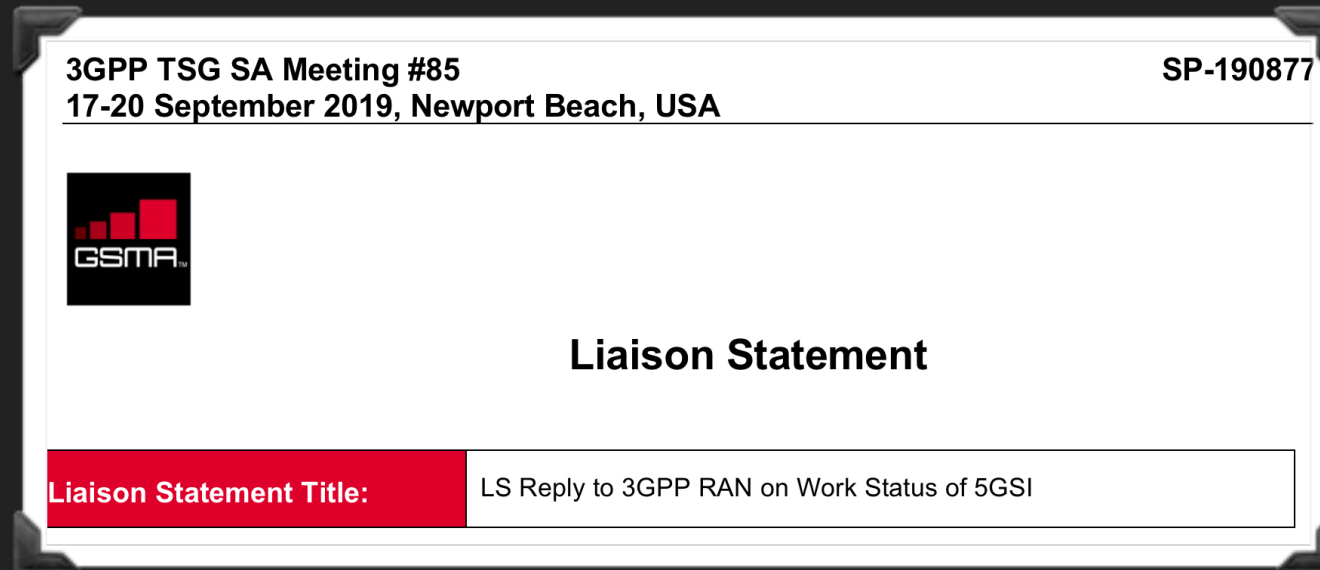 3GPP TSG SA Meeting #85 SP-190877
17-20 September 2019, Newport Beach, USA
GSMA™
Liaison Statement
Liaison Statement Title: LS Reply to 3GPP RAN on Work Status of 5GSI